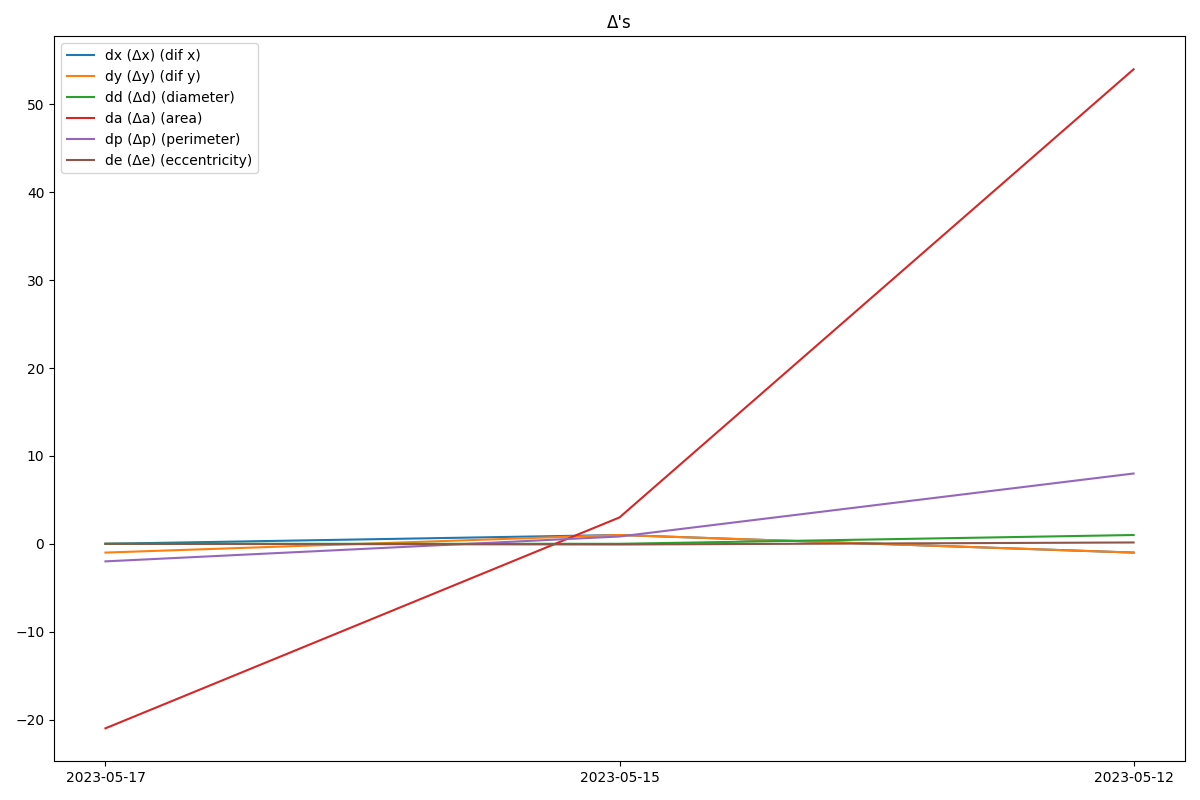 Δ's
dx (Δx) (dif x)
dy (Δy) (dif y)
dd (Δd) (diameter)
da (Δa) (area)
dp (Δp) (perimeter)
de (Δe) (eccentricity)
50
40
30
20
10
0
−10
−20
2023-05-17 2023-05-15 2023-05-12